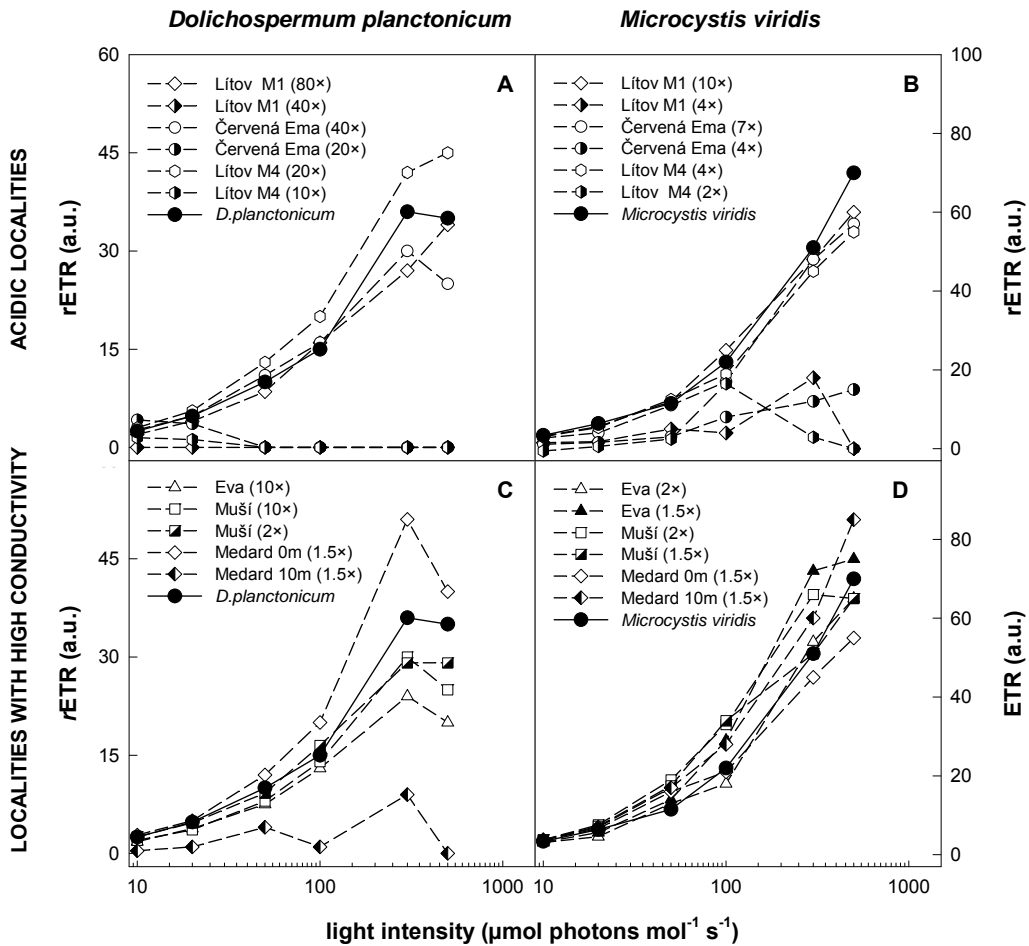 Dolichospermum planctonicum
Microcystis viridis
ACIDIC LOCALITIES
rETR (a.u.)
60
45
30
15
0
A
Lítov  M1 (80×)
Lítov M1 (40×)
Červená Ema (40×)
Červená Ema (20×)
Lítov M4 (20×)
Lítov M4 (10×)
D.planctonicum
B
Lítov M1 (10×)
Lítov M1 (4×)
Červená Ema (7×)
Červená Ema (4×)
Lítov M4 (4×)
Lítov  M4 (2×)
Microcystis viridis
100
80
60
40
20
0
rETR (a.u.)
LOCALITIES WITH HIGH CONDUCTIVITY
rETR (a.u.)
45
30
15
0
C
Eva (10×)
Muší (10×)
Muší (2×)
Medard 0m (1.5×)
Medard 10m (1.5×)
D.planctonicum
D
Eva (2×)
Eva (1.5×)
Muší (2×)
Muší (1.5×)
Medard 0m (1.5×)
Medard 10m (1.5×)
Microcystis viridis
80
60
40
20
0
ETR (a.u.)
10 100 1000
10 100 1000
light intensity (µmol photons mol⁻¹ s⁻¹)